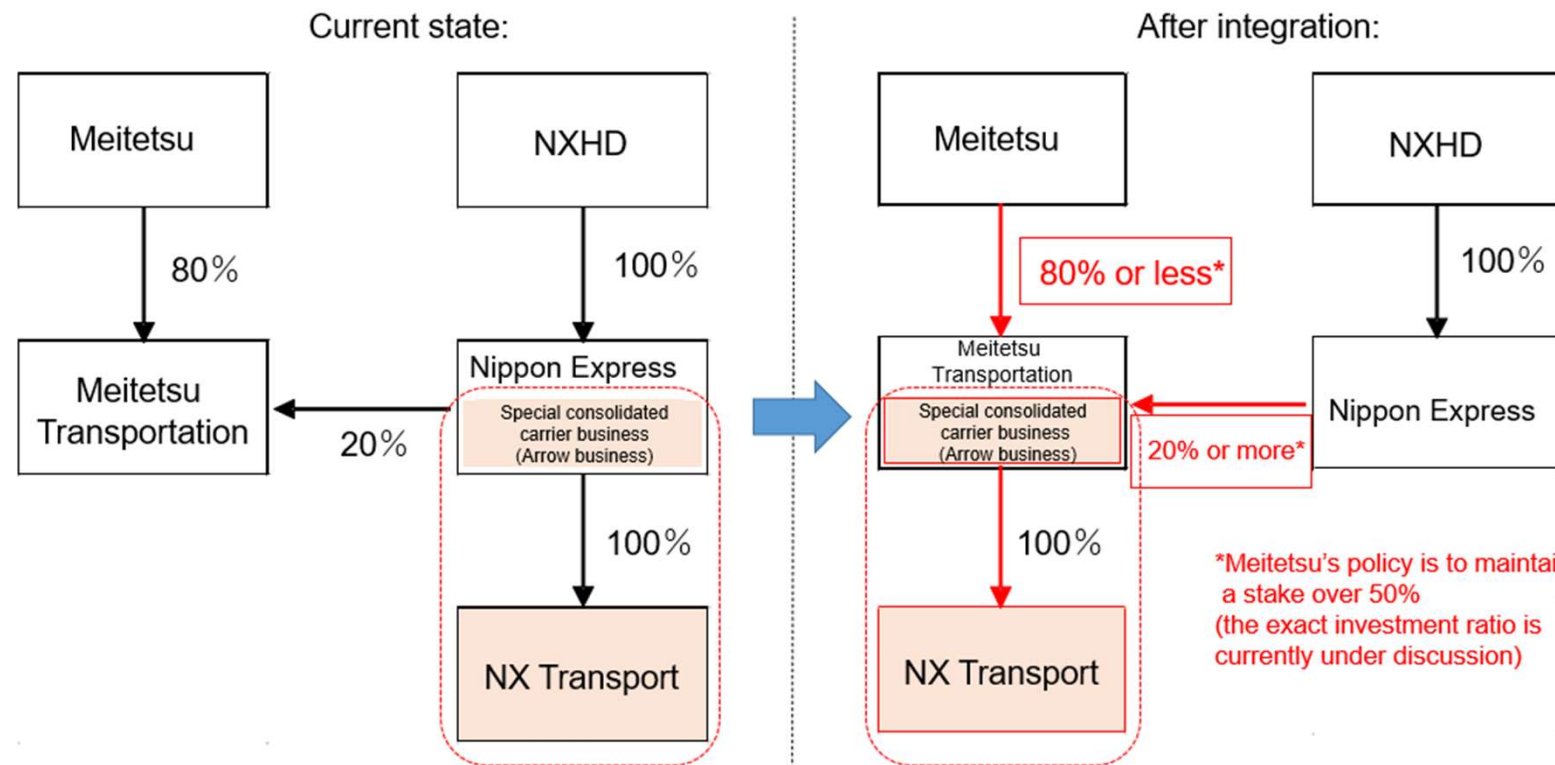 Current state:
Meitetsu
NXHD
80%
100%
Meitetsu
Transportation
20%
Nippon Express
Special consolidated
carrier business
(Arrow business)
100%
NX Transport
After integration:
Meitetsu
NXHD
80% or less*
100%
Meitetsu
Transportation
Special consolidated
carrier business
(Arrow business)
20% or more*
Nippon Express
100%
NX Transport
*Meitetsu’s policy is to maintai
a stake over 50%
(the exact investment ratio is
currently under discussion)